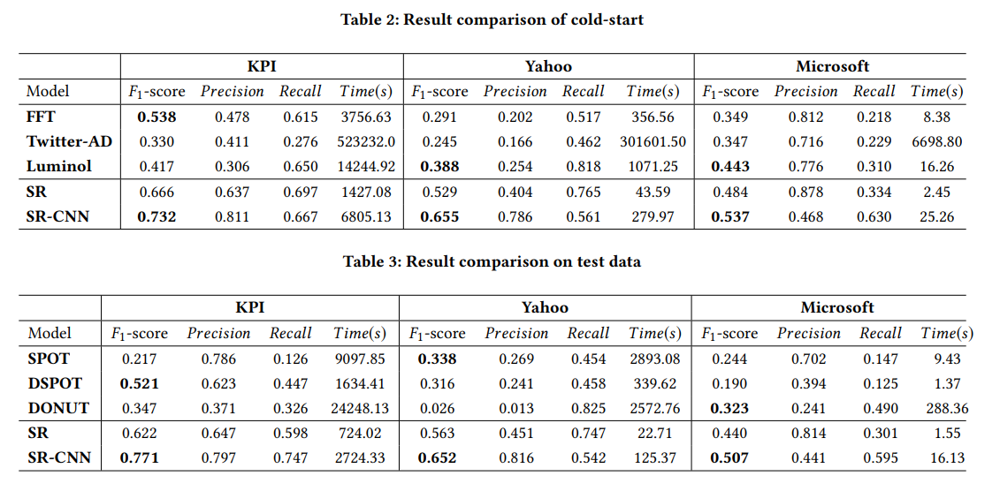 Table 2: Result comparison of cold-start
KPI Yahoo Microsoft
Model F1-score Precision Recall Time(s) F1-score Precision Recall Time(s) F1-score Precision Recall Time(s)
FFT 0.538 0.478 0.615 3756.63 0.291 0.202 0.517 356.56 0.349 0.812 0.218 8.38
Twitter-AD 0.330 0.411 0.276 523232.0 0.245 0.166 0.462 301601.50 0.347 0.716 0.229 6698.80
Luminol 0.417 0.306 0.650 14244.92 0.388 0.254 0.818 1071.25 0.443 0.776 0.310 16.26
SR 0.666 0.637 0.697 1427.08 0.529 0.404 0.765 43.59 0.484 0.878 0.334 2.45
SR-CNN 0.732 0.811 0.667 6805.13 0.655 0.786 0.561 279.97 0.537 0.468 0.630 25.26
Table 3: Result comparison on test data
KPI Yahoo Microsoft
Model F1-score Precision Recall Time(s) F1-score Precision Recall Time(s) F1-score Precision Recall Time(s)
SPOT 0.217 0.786 0.126 9097.85 0.338 0.269 0.454 2893.08 0.244 0.702 0.147 9.43
DSPOT 0.521 0.623 0.447 1634.41 0.316 0.241 0.458 339.62 0.190 0.394 0.125 1.37
DONUT 0.347 0.371 0.326 24248.13 0.026 0.013 0.825 2572.76 0.323 0.241 0.490 288.36
SR 0.622 0.647 0.598 724.02 0.563 0.451 0.747 22.71 0.440 0.814 0.301 1.55
SR-CNN 0.771 0.797 0.747 2724.33 0.652 0.816 0.542 125.37 0.507 0.441 0.595 16.13